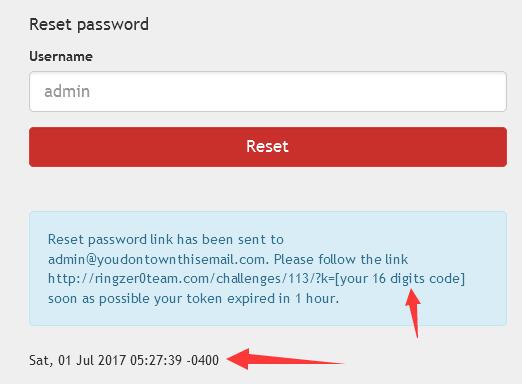 Reset password
Username
admin
Reset
Reset password link has been sent to
admin@youdontownthisemail.com. Please follow the link
http://ringzer0team.com/challenges/113/?k=[your 16 digits code]
soon as possible your token expired in 1 hour.
Sat, 01 Jul 2017 05:27:39 -0400